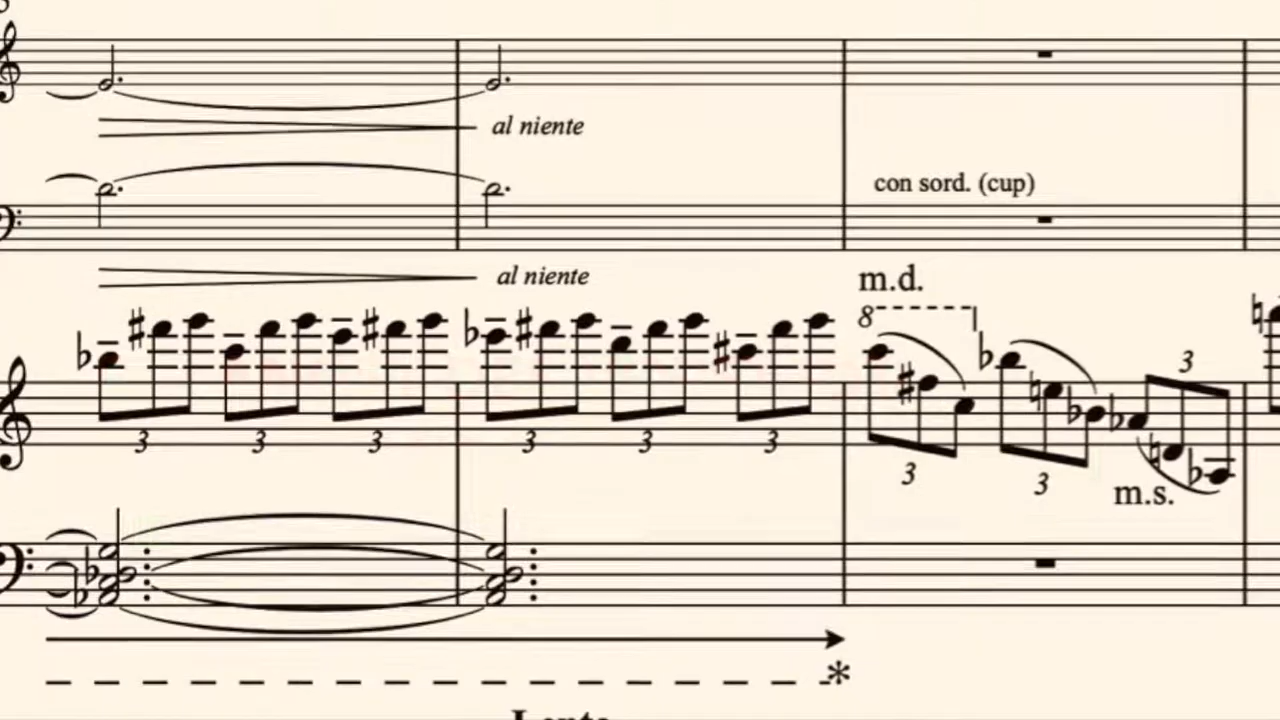 al niente
con sord. (cup)
al niente
m.d.
8
3
3 3 3 3 3 3
3
3
m.s.